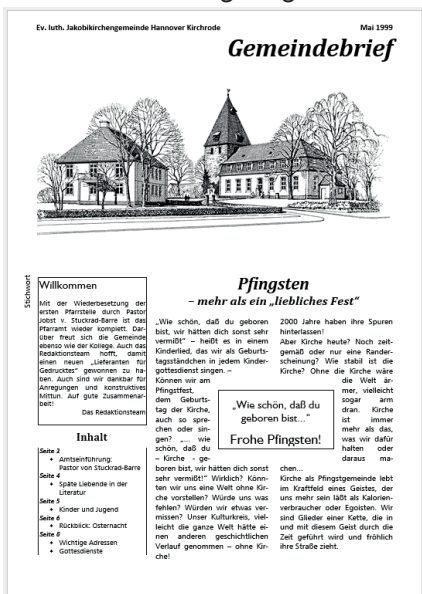 Ev. luth. Jakobikirchengemeinde Hannover Kirchrode
Mai 1999
Gemeindebrief
Stichwort
Willkommen
Mit der Wiederbesetzung der
ersten Pfarrstelle durch Pastor
Jobst v. Stuckrad-Barre ist das
Pfarramt wieder komplett. Dar-
über freut sich die Gemeinde
ebenso wie der Kollege. Auch das
Redaktionsteam hofft, damit
einen neuen „Lieferanten für
Gedrucktes" gewonnen zu ha-
ben. Auch sind wir dankbar für
Anregungen und konstruktives
Mittun. Auf gute Zusammenar-
beit!
Das Redaktionsteam
Inhalt
Seite 2
Amtseinführung:
Pastor von Stuckrad-Barre
Seite 4
Späte Liebende in der
Literatur
Seite 5
Kinder und Jugend
Seite 6
Rückblick: Osternacht
Seite 8
Wichtige Adressen
Gottesdienste
Pfingsten
– mehr als ein „liebliches Fest"
„Wie schön, daß du geboren
bist, wir hätten dich sonst sehr
vermißt" – heißt es in einem
Kinderlied, das wir als Geburts-
tagsständchen in jedem Kinder-
gottesdienst singen. –
Können wir am
Pfingstfest,
dem Geburts-
tag der Kirche,
auch so spre-
chen oder sin-
gen? „... wie
schön, daß du
– Kirche - ge-
boren bist, wir hätten dich sonst
sehr vermißt!" Wirklich? Könn-
ten wir uns eine Welt ohne Kir-
che vorstellen? Würde uns was
fehlen? Würden wir etwas ver-
missen? Unser Kulturkreis, viel-
leicht die ganze Welt hätte ei-
nen anderen geschichtlichen
Verlauf genommen – ohne Kir-
che!
„Wie schön, daß du
geboren bist..."
Frohe Pfingsten!
2000 Jahre haben ihre Spuren
hinterlassen!
Aber Kirche heute? Noch zeit-
gemäß oder nur eine Rander-
scheinung? Wie stabil ist die
Kirche? Ohne die Kirche wäre
die Welt är-
mer, vielleicht
sogar arm
dran. Kirche
ist immer
mehr als das,
was wir dafür
halten oder
daraus ma-
chen...
Kirche als Pfingstgemeinde lebt
im Kraftfeld eines Geistes, der
uns mehr sein läßt als Kalorien-
verbraucher oder Egoisten. Wir
sind Glieder einer Kette, die in
und mit diesem Geist durch die
Zeit geführt wird und fröhlich
ihre Straße zieht.